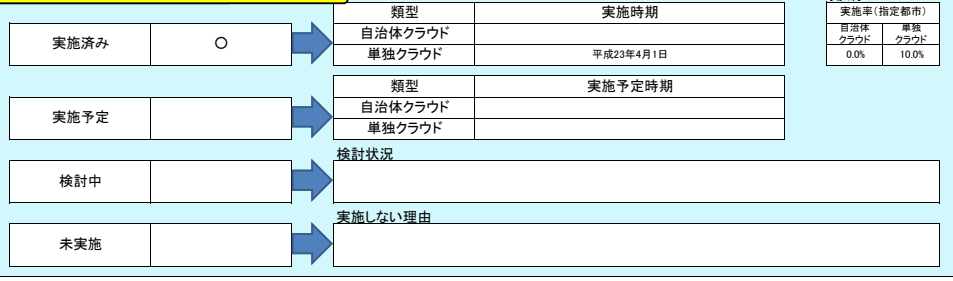 類型 実施時期
実施済み ○ 自治体クラウド
単独クラウド 平成23年4月1日
実施率(指定都市)
自治体クラウド 単独クラウド
0.0% 10.0%
類型 実施予定時期
実施予定 自治体クラウド
単独クラウド
検討状況
検討中
実施しない理由
未実施